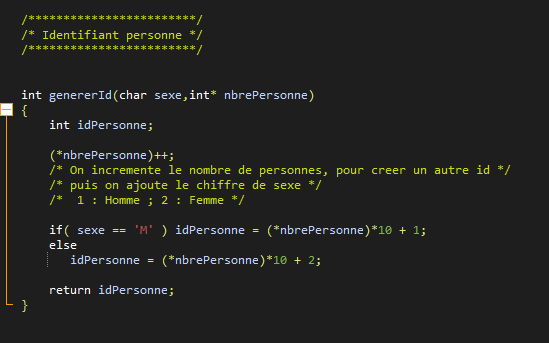 /************************/
/* Identifiant personne */
/************************/
int genererId(char sexe,int* nbrePersonne)
{
int idPersonne;
(*nbrePersonne)++;
/* On incremente le nombre de personnes, pour creer un autre id */
/* puis on ajoute le chiffre de sexe */
/*  1 : Homme ; 2 : Femme */
if( sexe == 'M' ) idPersonne = (*nbrePersonne)*10 + 1;
else
idPersonne = (*nbrePersonne)*10 + 2;
return idPersonne;
}